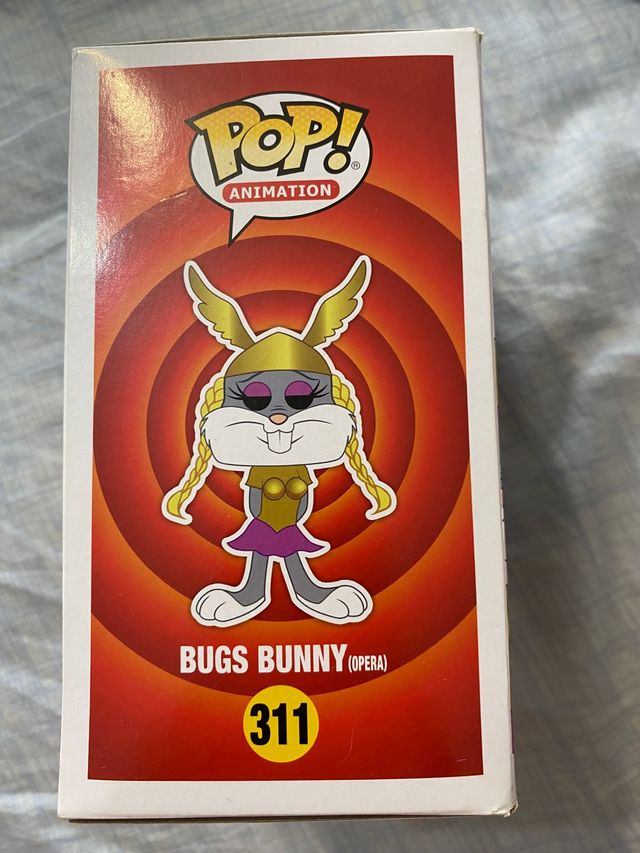 POP!
ANIMATION
BUGS BUNNY (OPERA)
311